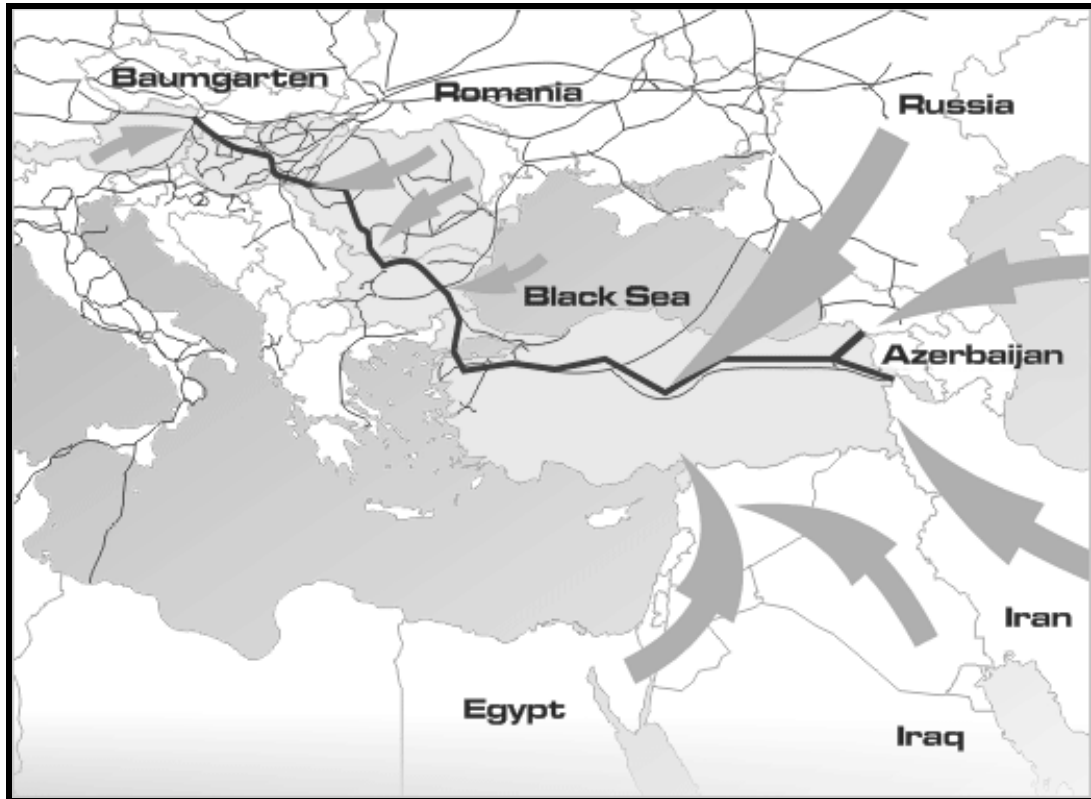 Baumgarten
Romania
Russia
Black Sea
Azerbaijan
Iran
Egypt
Iraq